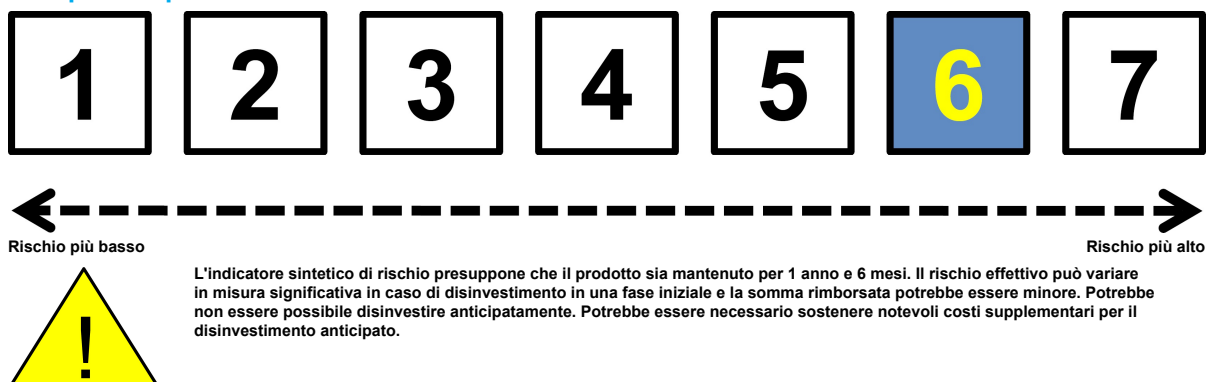 1 2 3 4 5 6 7
Rischio più basso Rischio più alto
L'indicatore sintetico di rischio presuppone che il prodotto sia mantenuto per 1 anno e 6 mesi. Il rischio effettivo può variare
in misura significativa in caso di disinvestimento in una fase iniziale e la somma rimborsata potrebbe essere minore. Potrebbe
non essere possibile disinvestire anticipatamente. Potrebbe essere necessario sostenere notevoli costi supplementari per il
disinvestimento anticipato.
!